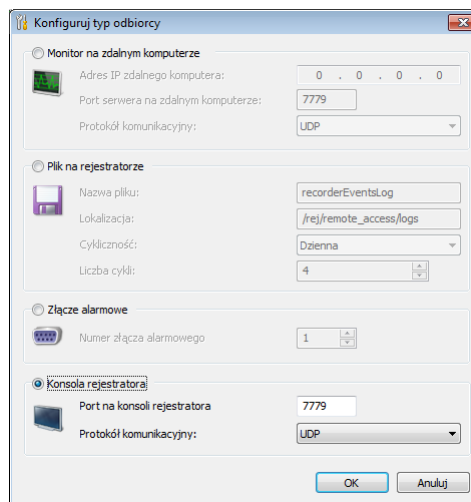 Konfiguruj typ odbiorcy
Monitor na zdalnym komputerze
Adres IP zdalnego komputera: 0 . 0 . 0 . 0
Port serwera na zdalnym komputerze: 7779
Protokół komunikacyjny: UDP
Plik na rejestratorze
Nazwa pliku: recorderEventsLog
Lokalizacja: /rej/remote_access/logs
Cykliczność: Dzienna
Liczba cykli: 4
Złącze alarmowe
Numer złącza alarmowego 1
Konsola rejestratora
Port na konsoli rejestratora 7779
Protokół komunikacyjny: UDP
OK Anuluj